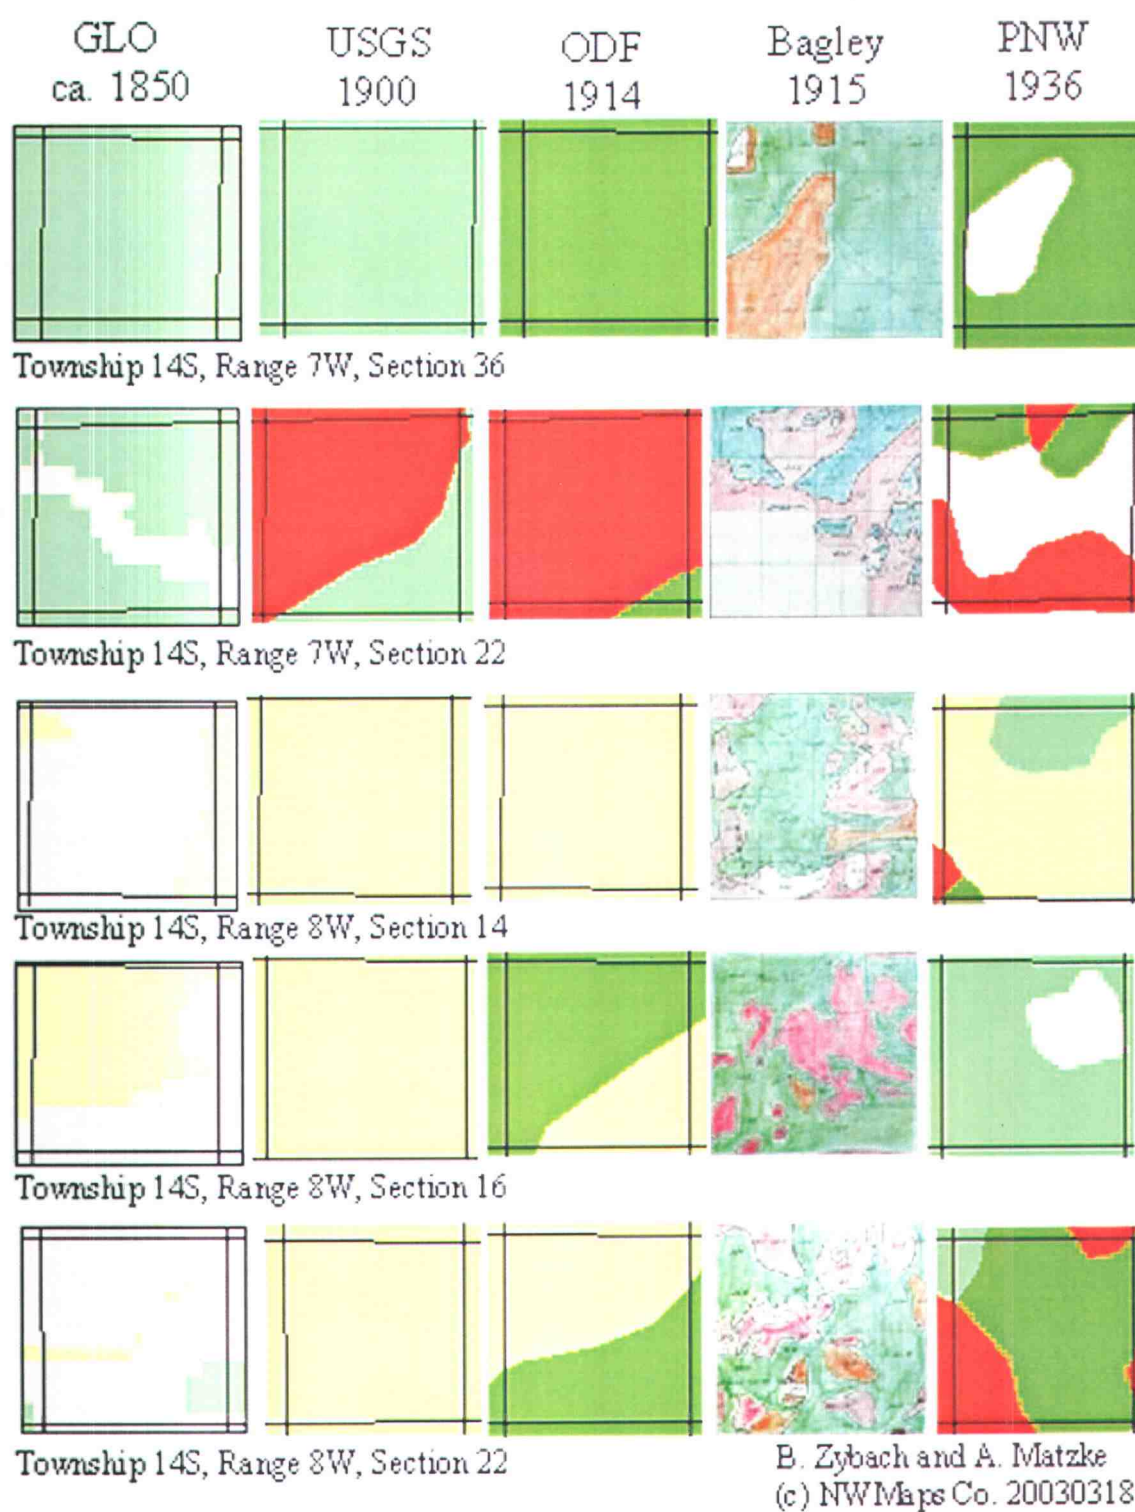 GLO
ca. 1850
USGS
1900
ODF
1914
Bagley
1915
PNW
1936
Township 14S, Range 7W, Section 36
Township 14S, Range 7W, Section 22
Township 14S, Range 8W, Section 14
Township 14S, Range 8W, Section 16
Township 14S, Range 8W, Section 22
B. Zybach and A. Matzke
(c) NW Maps Co. 20030318